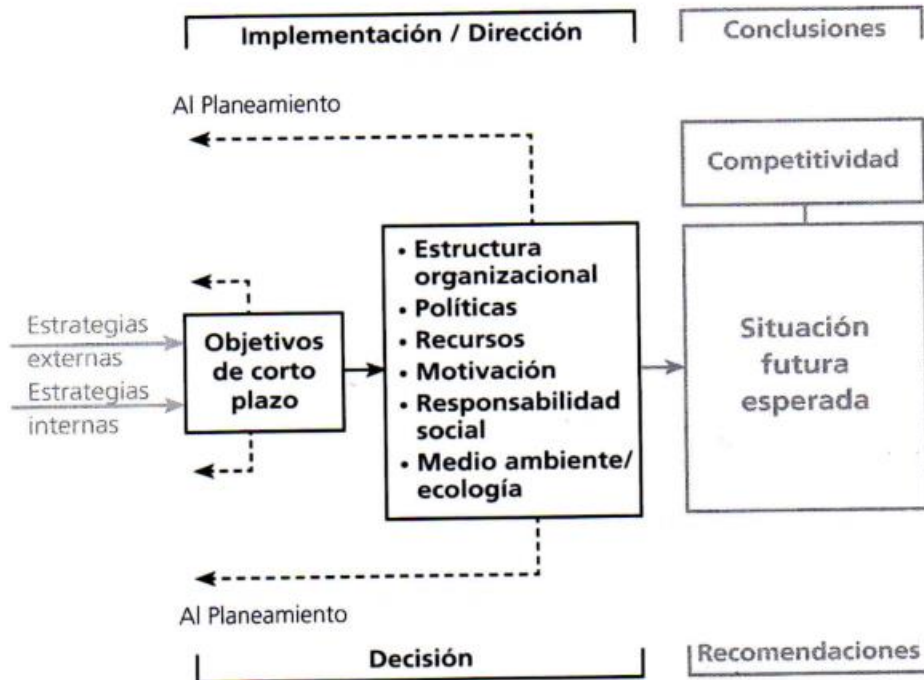 Implementación / Dirección
Conclusiones
Al Planeamiento
Competitividad
Estrategias
externas
Estrategias
internas
Objetivos
de corto
plazo
• Estructura
organizacional
• Políticas
• Recursos
• Motivación
• Responsabilidad
social
• Medio ambiente/
ecología
Situación
futura
esperada
Al Planeamiento
Decisión
Recomendaciones